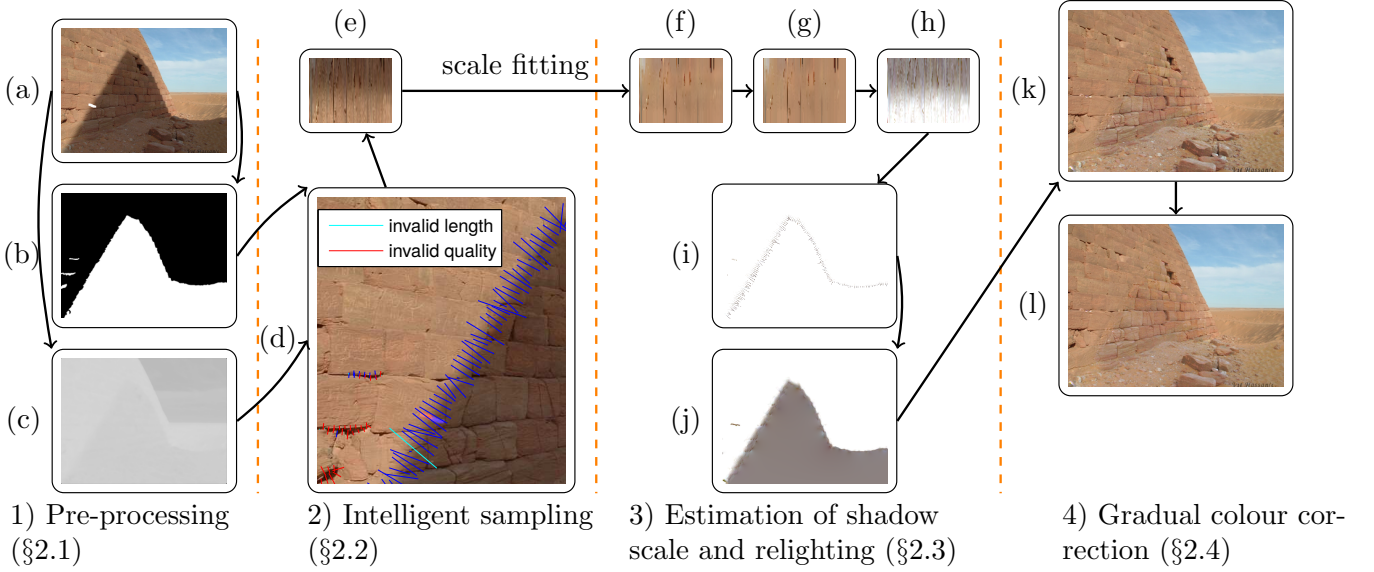 (a)
(b)
(c)
1) Pre-processing
(§2.1)
(e)
scale fitting
(d)
invalid length
invalid quality
2) Intelligent sampling
(§2.2)
(f)
(g)
(h)
(i)
(j)
3) Estimation of shadow
scale and relighting (§2.3)
(k)
(l)
4) Gradual colour cor-
rection (§2.4)